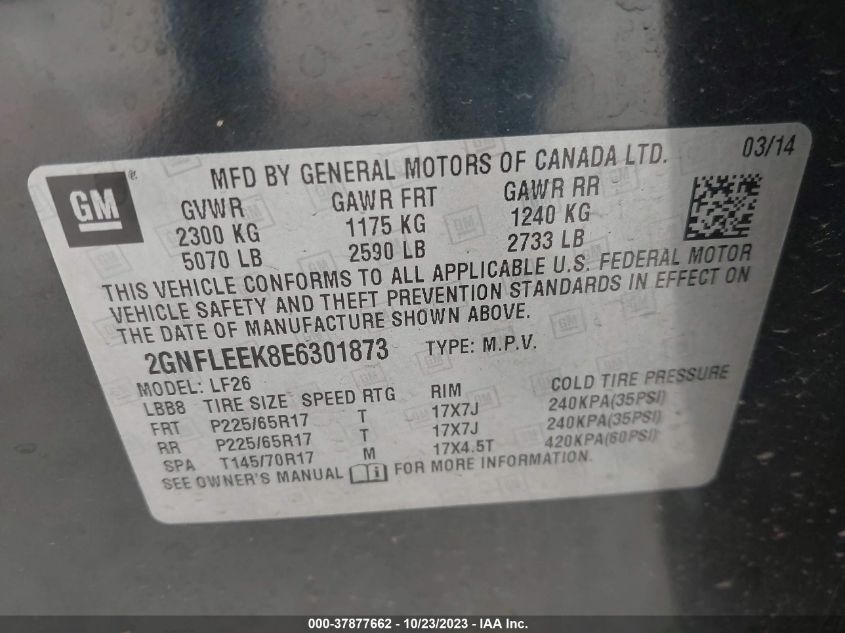 MFD BY GENERAL MOTORS OF CANADA LTD. 03/14
GM
GVWR GAWR FRT GAWR RR
2300 KG 1175 KG 1240 KG
5070 LB 2590 LB 2733 LB
THIS VEHICLE CONFORMS TO ALL APPLICABLE U.S. FEDERAL MOTOR
VEHICLE SAFETY AND THEFT PREVENTION STANDARDS IN EFFECT ON
THE DATE OF MANUFACTURE SHOWN ABOVE.
2GNFLEEK8E6301873 TYPE: M.P.V.
MODEL: LF26
LBB8 TIRE SIZE SPEED RTG RIM COLD TIRE PRESSURE
FRT P225/65R17 T 17X7J 240KPA(35PSI)
RR P225/65R17 T 17X7J 240KPA(35PSI)
SPA T145/70R17 M 17X4.5T 420KPA(60PSI)
SEE OWNER'S MANUAL FOR MORE INFORMATION.
000-37877662 - 10/23/2023 - IAA Inc.